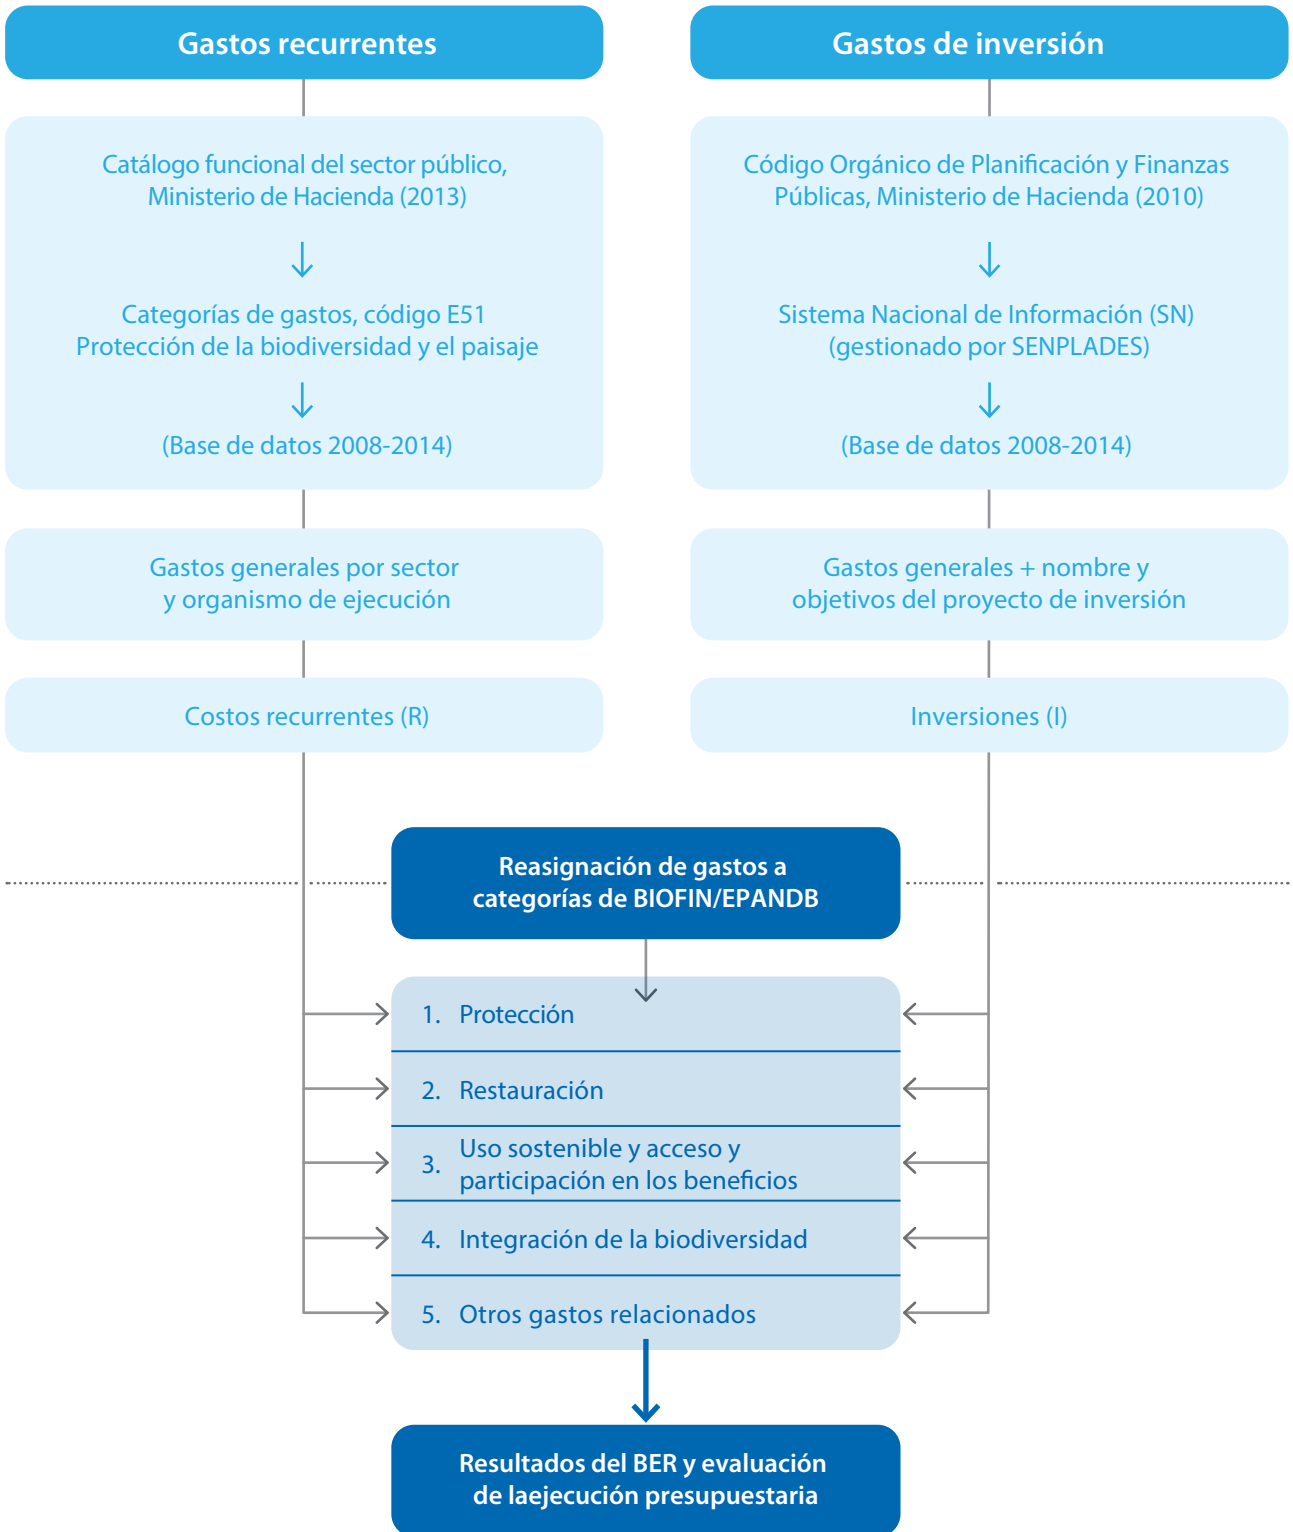 Gastos recurrentes
Catálogo funcional del sector público,
Ministerio de Hacienda (2013)
Categorías de gastos, código E51
Protección de la biodiversidad y el paisaje
(Base de datos 2008-2014)
Gastos generales por sector
y organismo de ejecución
Costos recurrentes (R)
Gastos de inversión
Código Orgánico de Planificación y Finanzas
Públicas, Ministerio de Hacienda (2010)
Sistema Nacional de Información (SN)
(gestionado por SENPLADES)
(Base de datos 2008-2014)
Gastos generales + nombre y
objetivos del proyecto de inversión
Inversiones (I)
Reasignación de gastos a
categorías de BIOFIN/EPANDB
1. Protección
2. Restauración
3. Uso sostenible y acceso y
participación en los beneficios
4. Integración de la biodiversidad
5. Otros gastos relacionados
Resultados del BER y evaluación
de laejecución presupuestaria